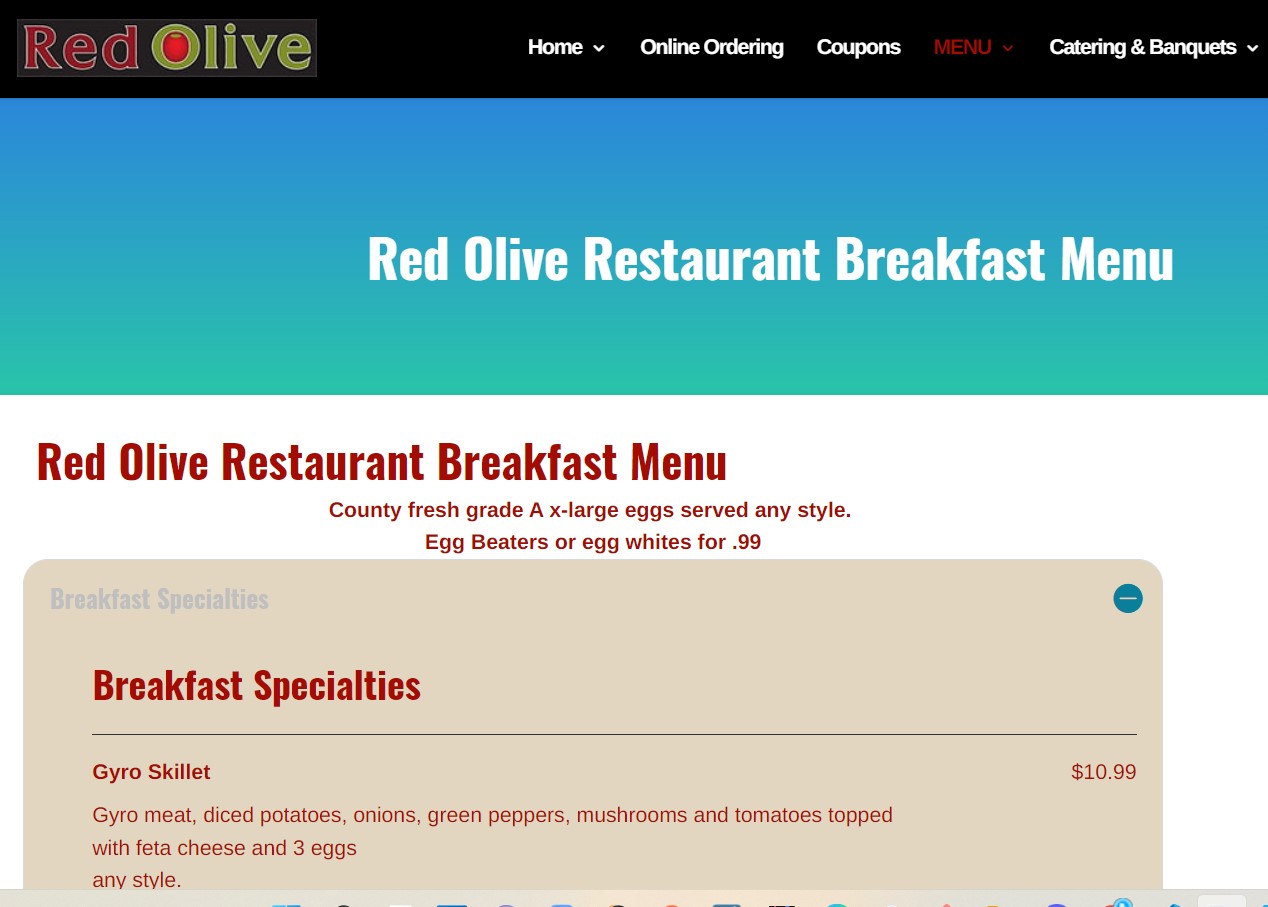 Red Olive
Home
Online Ordering
Coupons
MENU
Catering & Banquets
Red Olive Restaurant Breakfast Menu
Red Olive Restaurant Breakfast Menu
County fresh grade A x-large eggs served any style.
Egg Beaters or egg whites for .99
Breakfast Specialties
Breakfast Specialties
Gyro Skillet $10.99
Gyro meat, diced potatoes, onions, green peppers, mushrooms and tomatoes topped
with feta cheese and 3 eggs
any style.